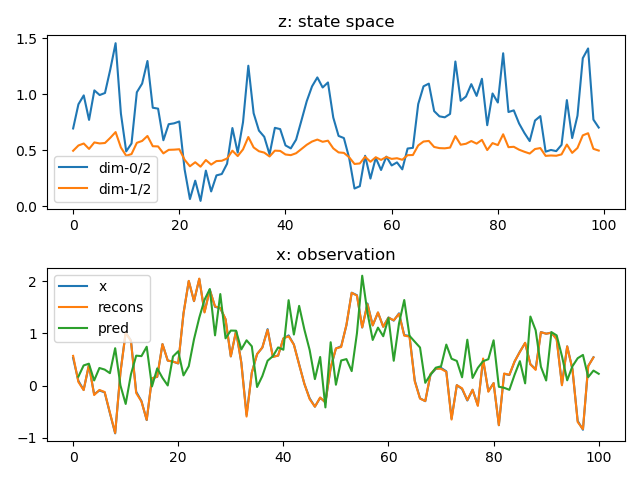 z: state space
1.5
1.0
0.5
0.0
dim-0/2
dim-1/2
0 20 40 60 80 100
x: observation
2
1
0
−1
x
recons
pred
0 20 40 60 80 100